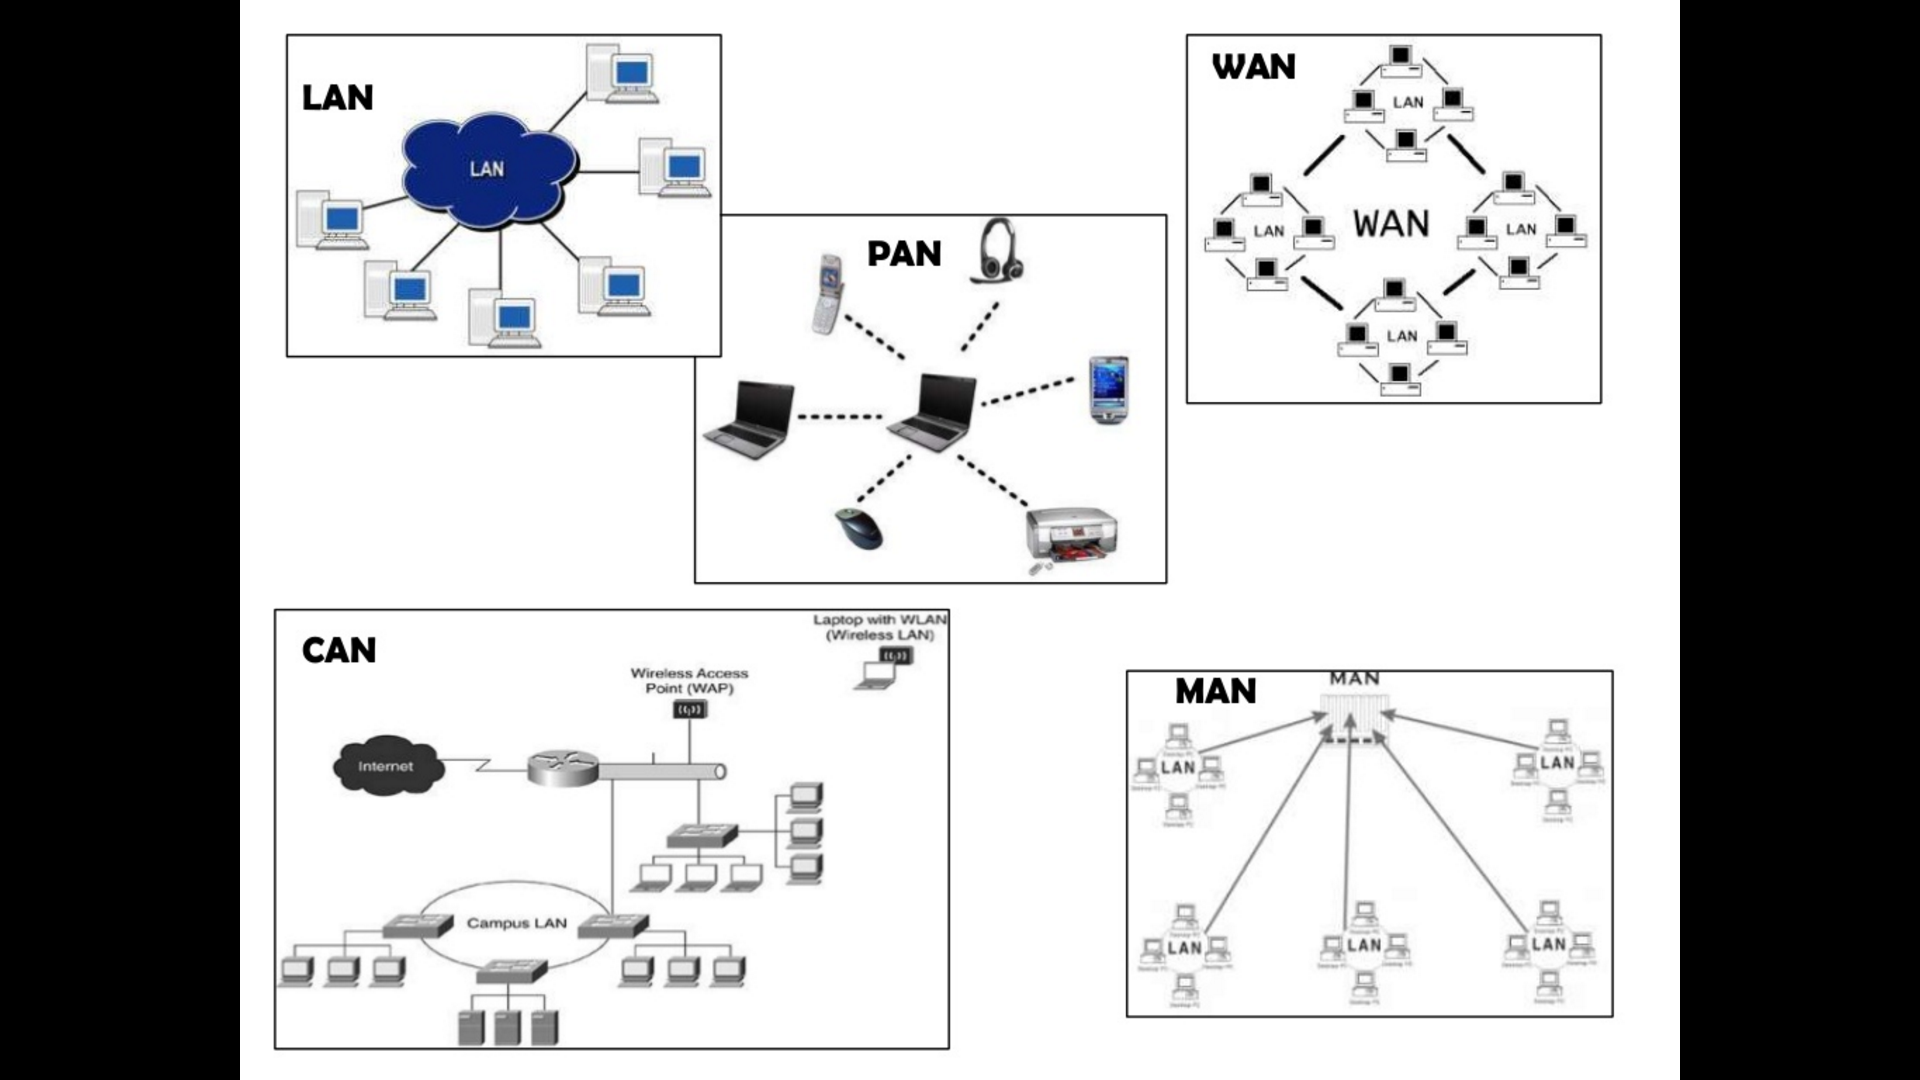 LAN
LAN
WAN
LAN
LAN
WAN
LAN
LAN
PAN
CAN
Laptop with WLAN
(Wireless LAN)
Wireless Access
Point (WAP)
Internet
Campus LAN
MAN
MAN
LAN
LAN
LAN
LAN
LAN